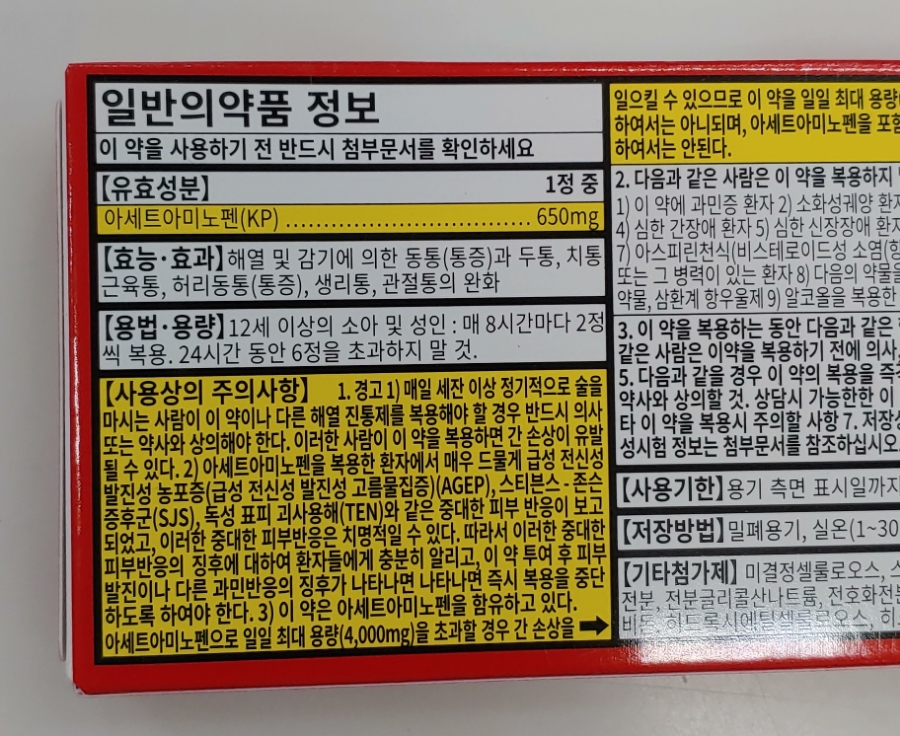 일반의약품 정보
이 약을 사용하기 전 반드시 첨부문서를 확인하세요
【유효성분】 1정 중
아세트아미노펜(KP) .................................. 650mg
【효능·효과】해열 및 감기에 의한 동통(통증)과 두통, 치통
근육통, 허리동통(통증), 생리통, 관절통의 완화
【용법·용량】12세 이상의 소아 및 성인 : 매 8시간마다 2정
씩 복용. 24시간 동안 6정을 초과하지 말 것.
【사용상의 주의사항】 1. 경고 1) 매일 세잔 이상 정기적으로 술을
마시는 사람이 이 약이나 다른 해열 진통제를 복용해야 할 경우 반드시 의사
또는 약사와 상의해야 한다. 이러한 사람이 이 약을 복용하면 간 손상이 유발
될 수 있다. 2) 아세트아미노펜을 복용한 환자에서 매우 드물게 급성 전신성
발진성 농포증(급성 전신성 발진성 고름물집증)(AGEP), 스티븐스 - 존슨
증후군(SJS), 독성 표피 괴사용해(TEN)와 같은 중대한 피부 반응이 보고
되었고, 이러한 중대한 피부반응은 치명적일 수 있다. 따라서 이러한 중대한
피부반응의 징후에 대하여 환자들에게 충분히 알리고, 이 약 투여 후 피부
발진이나 다른 과민반응의 징후가 나타나면 나타나면 즉시 복용을 중단
하도록 하여야 한다. 3) 이 약은 아세트아미노펜을 함유하고 있다.
아세트아미노펜으로 일일 최대 용량(4,000mg)을 초과할 경우 간 손상을
일으킬 수 있으므로 이 약을 일일 최대 용량(
하여서는 아니되며, 아세트아미노펜을 포함
하여서는 안된다.
2. 다음과 같은 사람은 이 약을 복용하지
1) 이 약에 과민증 환자 2) 소화성궤양 환자
4) 심한 간장애 환자 5) 심한 신장장애 환자
7) 아스피린천식(비스테로이드성 소염(항
또는 그 병력이 있는 환자 8) 다음의 약물을
약물, 삼환계 항우울제 9) 알코올을 복용한
3. 이 약을 복용하는 동안 다음과 같은
같은 사람은 이약을 복용하기 전에 의사,
5. 다음과 같을 경우 이 약의 복용을 즉각
약사와 상의할 것. 상담시 가능한한 이
타 이 약을 복용시 주의할 사항 7. 저장상
성시험 정보는 첨부문서를 참조하십시오
【사용기한】용기 측면 표시일까지
【저장방법】밀폐용기, 실온(1~30
【기타첨가제】미결정셀룰로오스,
전분, 전분글리콜산나트륨, 전호화전분
비돈, 히드록시에틸셀룰로오스,